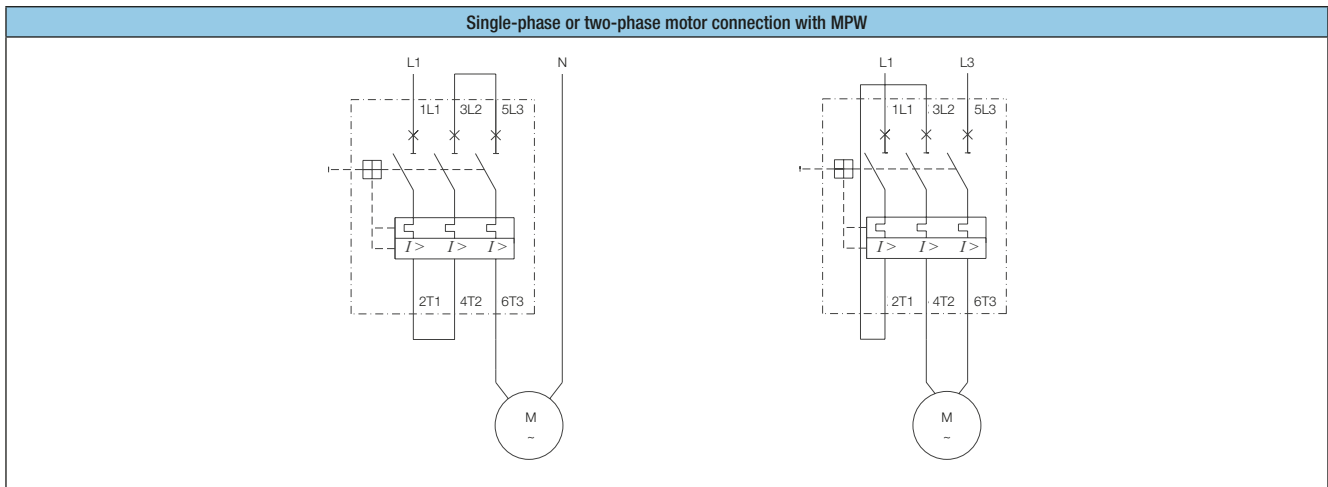 Single-phase or two-phase motor connection with MPW
L1 N
1L1 3L2 5L3
I > I > I >
2T1 4T2 6T3
M
~
L1 L3
1L1 3L2 5L3
I > I > I >
2T1 4T2 6T3
M
~